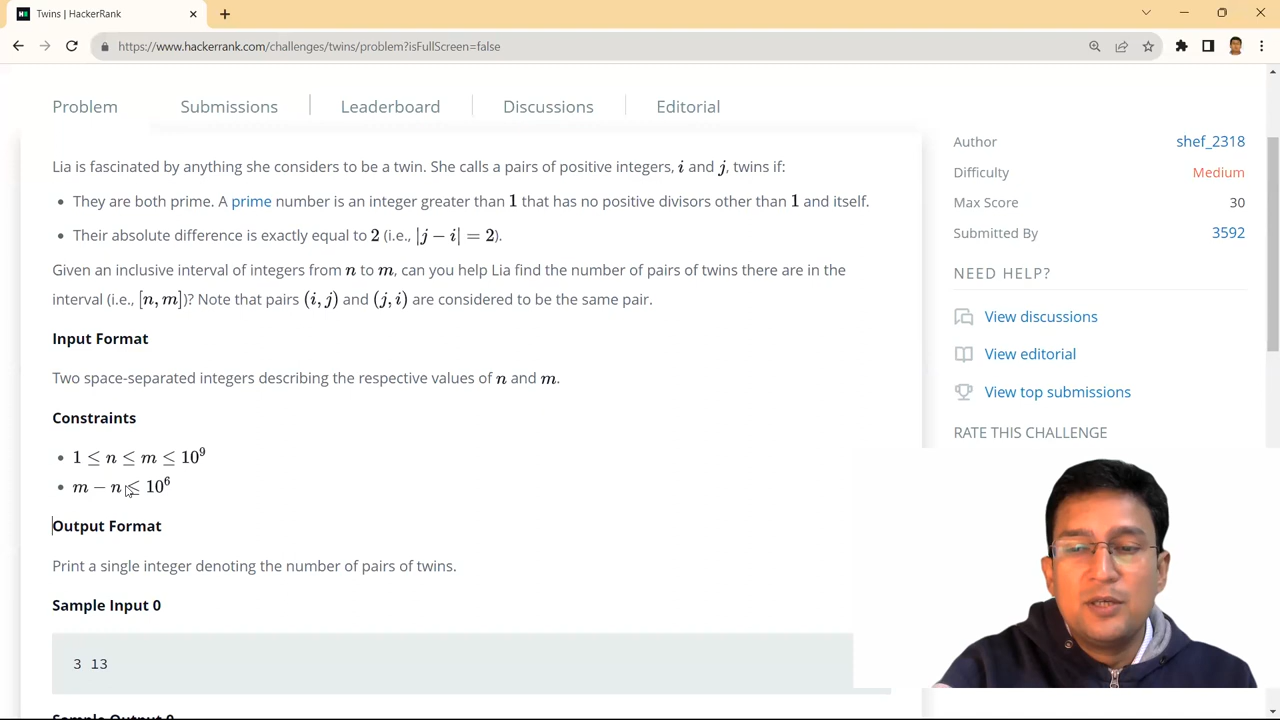 Twins | HackerRank
https://www.hackerrank.com/challenges/twins/problem?isFullScreen=false
Problem Submissions Leaderboard Discussions Editorial
Lia is fascinated by anything she considers to be a twin. She calls a pairs of positive integers, i and j, twins if:
They are both prime. A prime number is an integer greater than 1 that has no positive divisors other than 1 and itself.
Their absolute difference is exactly equal to 2 (i.e., |j − i| = 2).
Given an inclusive interval of integers from n to m, can you help Lia find the number of pairs of twins there are in the
interval (i.e., [n, m])? Note that pairs (i, j) and (j, i) are considered to be the same pair.
Input Format
Two space-separated integers describing the respective values of n and m.
Constraints
1 ≤ n ≤ m ≤ 10⁹
m − n ≤ 10⁶
Output Format
Print a single integer denoting the number of pairs of twins.
Sample Input 0
3 13
Sample Output 0
Author shef_2318
Difficulty Medium
Max Score 30
Submitted By 3592
NEED HELP?
View discussions
View editorial
View top submissions
RATE THIS CHALLENGE